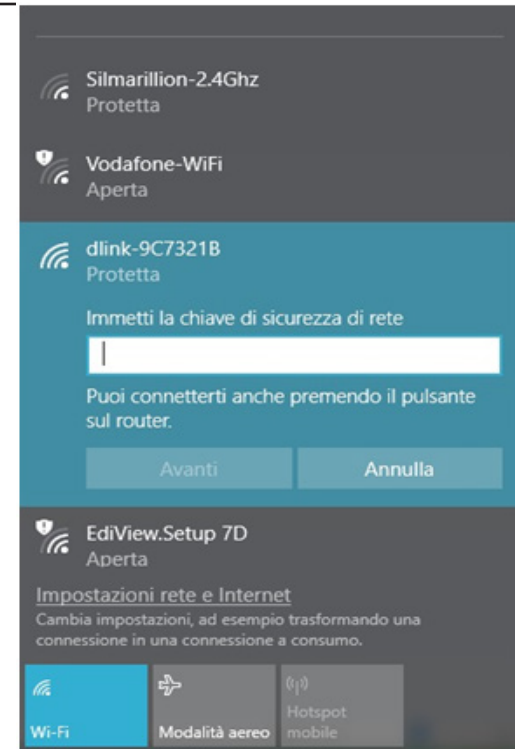 Silmarillion-2.4Ghz
Protetta
Vodafone-WiFi
Aperta
dlink-9C7321B
Protetta
Immetti la chiave di sicurezza di rete
Puoi connetterti anche premendo il pulsante
sul router.
Avanti
Annulla
EdiView.Setup 7D
Aperta
Impostazioni rete e Internet
Cambia impostazioni, ad esempio trasformando una
connessione in una connessione a consumo.
Wi-Fi
Modalità aereo
Hotspot
mobile